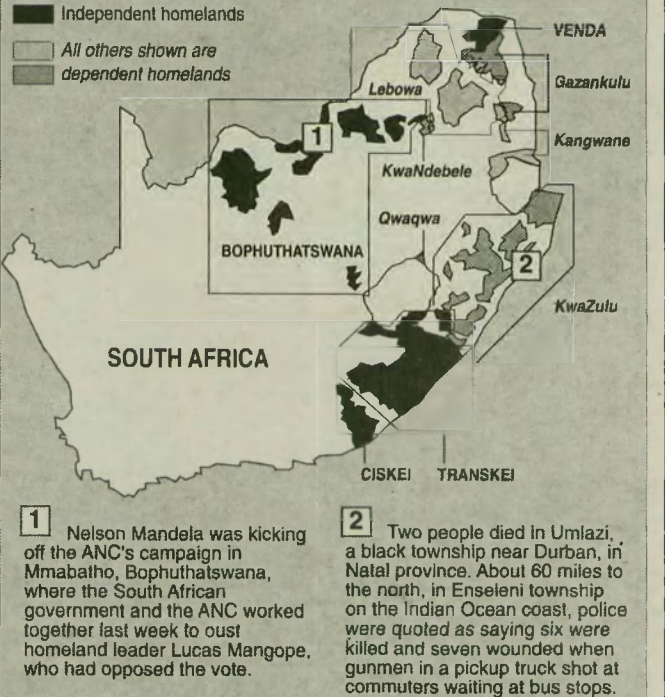 Independent homelands
All others shown are
dependent homelands
VENDA
Gazankulu
Lebowa
Kangwane
1
KwaNdebele
Qwaqwa
BOPHUTHATSWANA
2
KwaZulu
SOUTH AFRICA
CISKEI TRANSKEI
1 Nelson Mandela was kicking
off the ANC's campaign in
Mmabatho, Bophuthatswana,
where the South African
government and the ANC worked
together last week to oust
homeland leader Lucas Mangope,
who had opposed the vote.
2 Two people died in Umlazi,
a black township near Durban, in
Natal province. About 60 miles to
the north, in Enseleni township
on the Indian Ocean coast, police
were quoted as saying six were
killed and seven wounded when
gunmen in a pickup truck shot at
commuters waiting at bus stops.